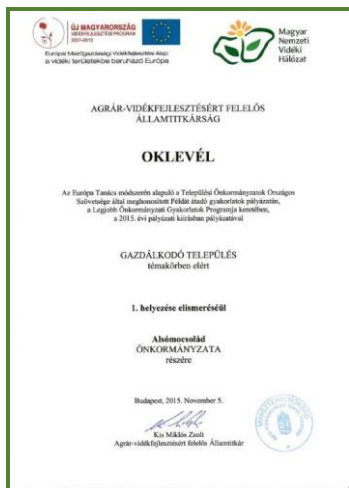 ÚJ MAGYARORSZÁG
VIDÉKFEJLESZTÉSI PROGRAM
2007–2013
Európai Mezőgazdasági Vidékfejlesztési Alap:
a vidéki területekbe beruházó Európa
Magyar
Nemzeti
Vidéki
Hálózat
AGRÁR-VIDÉKFEJLESZTÉSÉRT FELELŐS
ÁLLAMTITKÁRSÁG
OKLEVÉL
Az Európa Tanács módszerén alapuló a Települési Önkormányzatok Országos
Szövetsége által meghonosított Példát átadó gyakorlatok pályázatán,
a Legjobb Önkormányzati Gyakorlatok Programja keretében,
a 2015. évi pályázati kiírásban pályázatával
GAZDÁLKODÓ TELEPÜLÉS
témakörben elért
1. helyezése elismeréséül
Alsómocsolád
ÖNKORMÁNYZATA
részére
Budapest, 2015. November 5.
Kis Miklós Zsolt
Agrár-vidékfejlesztésért felelős Államtitkár